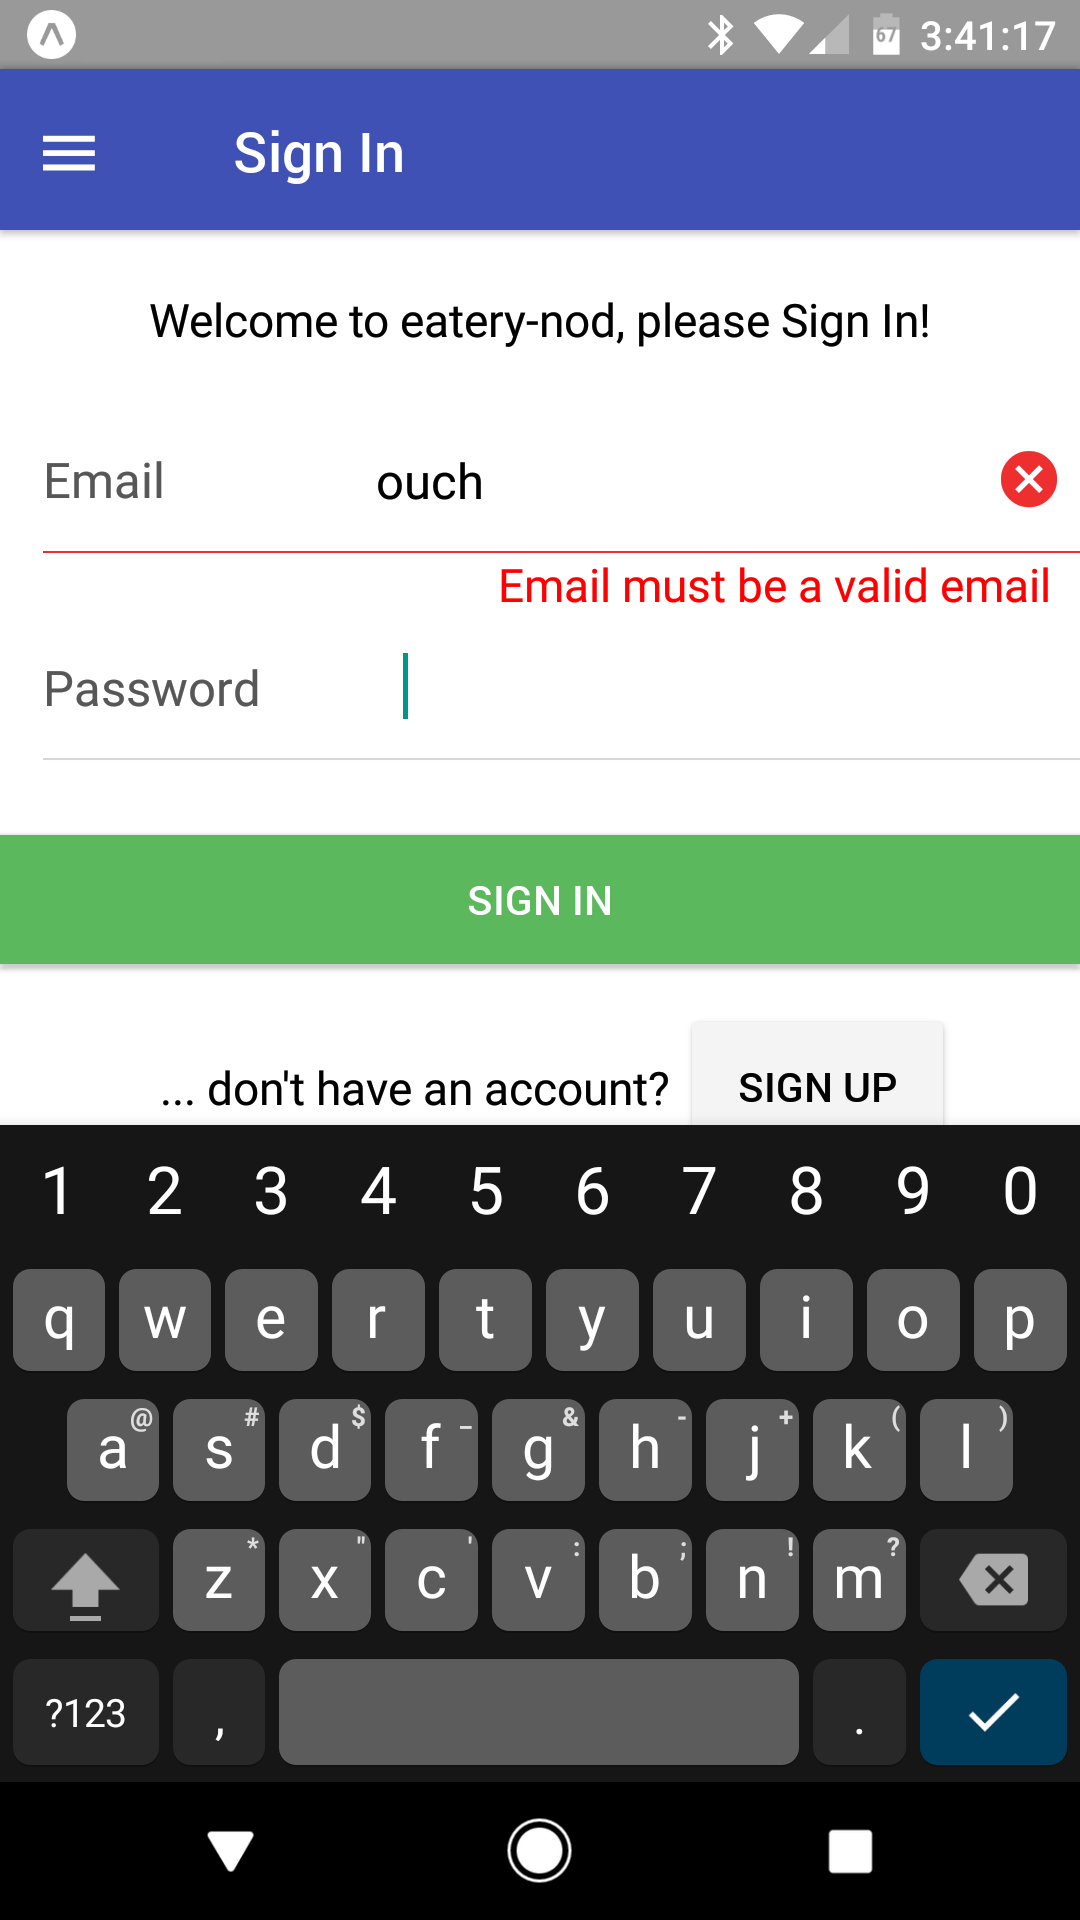 67 3:41:17
Sign In
Welcome to eatery-nod, please Sign In!
Email ouch
Email must be a valid email
Password
SIGN IN
... don't have an account? SIGN UP
1 2 3 4 5 6 7 8 9 0
q w e r t y u i o p
@ # $ _ & - + ( )
a s d f g h j k l
* " ' : ; ! ?
z x c v b n m
?123 , .